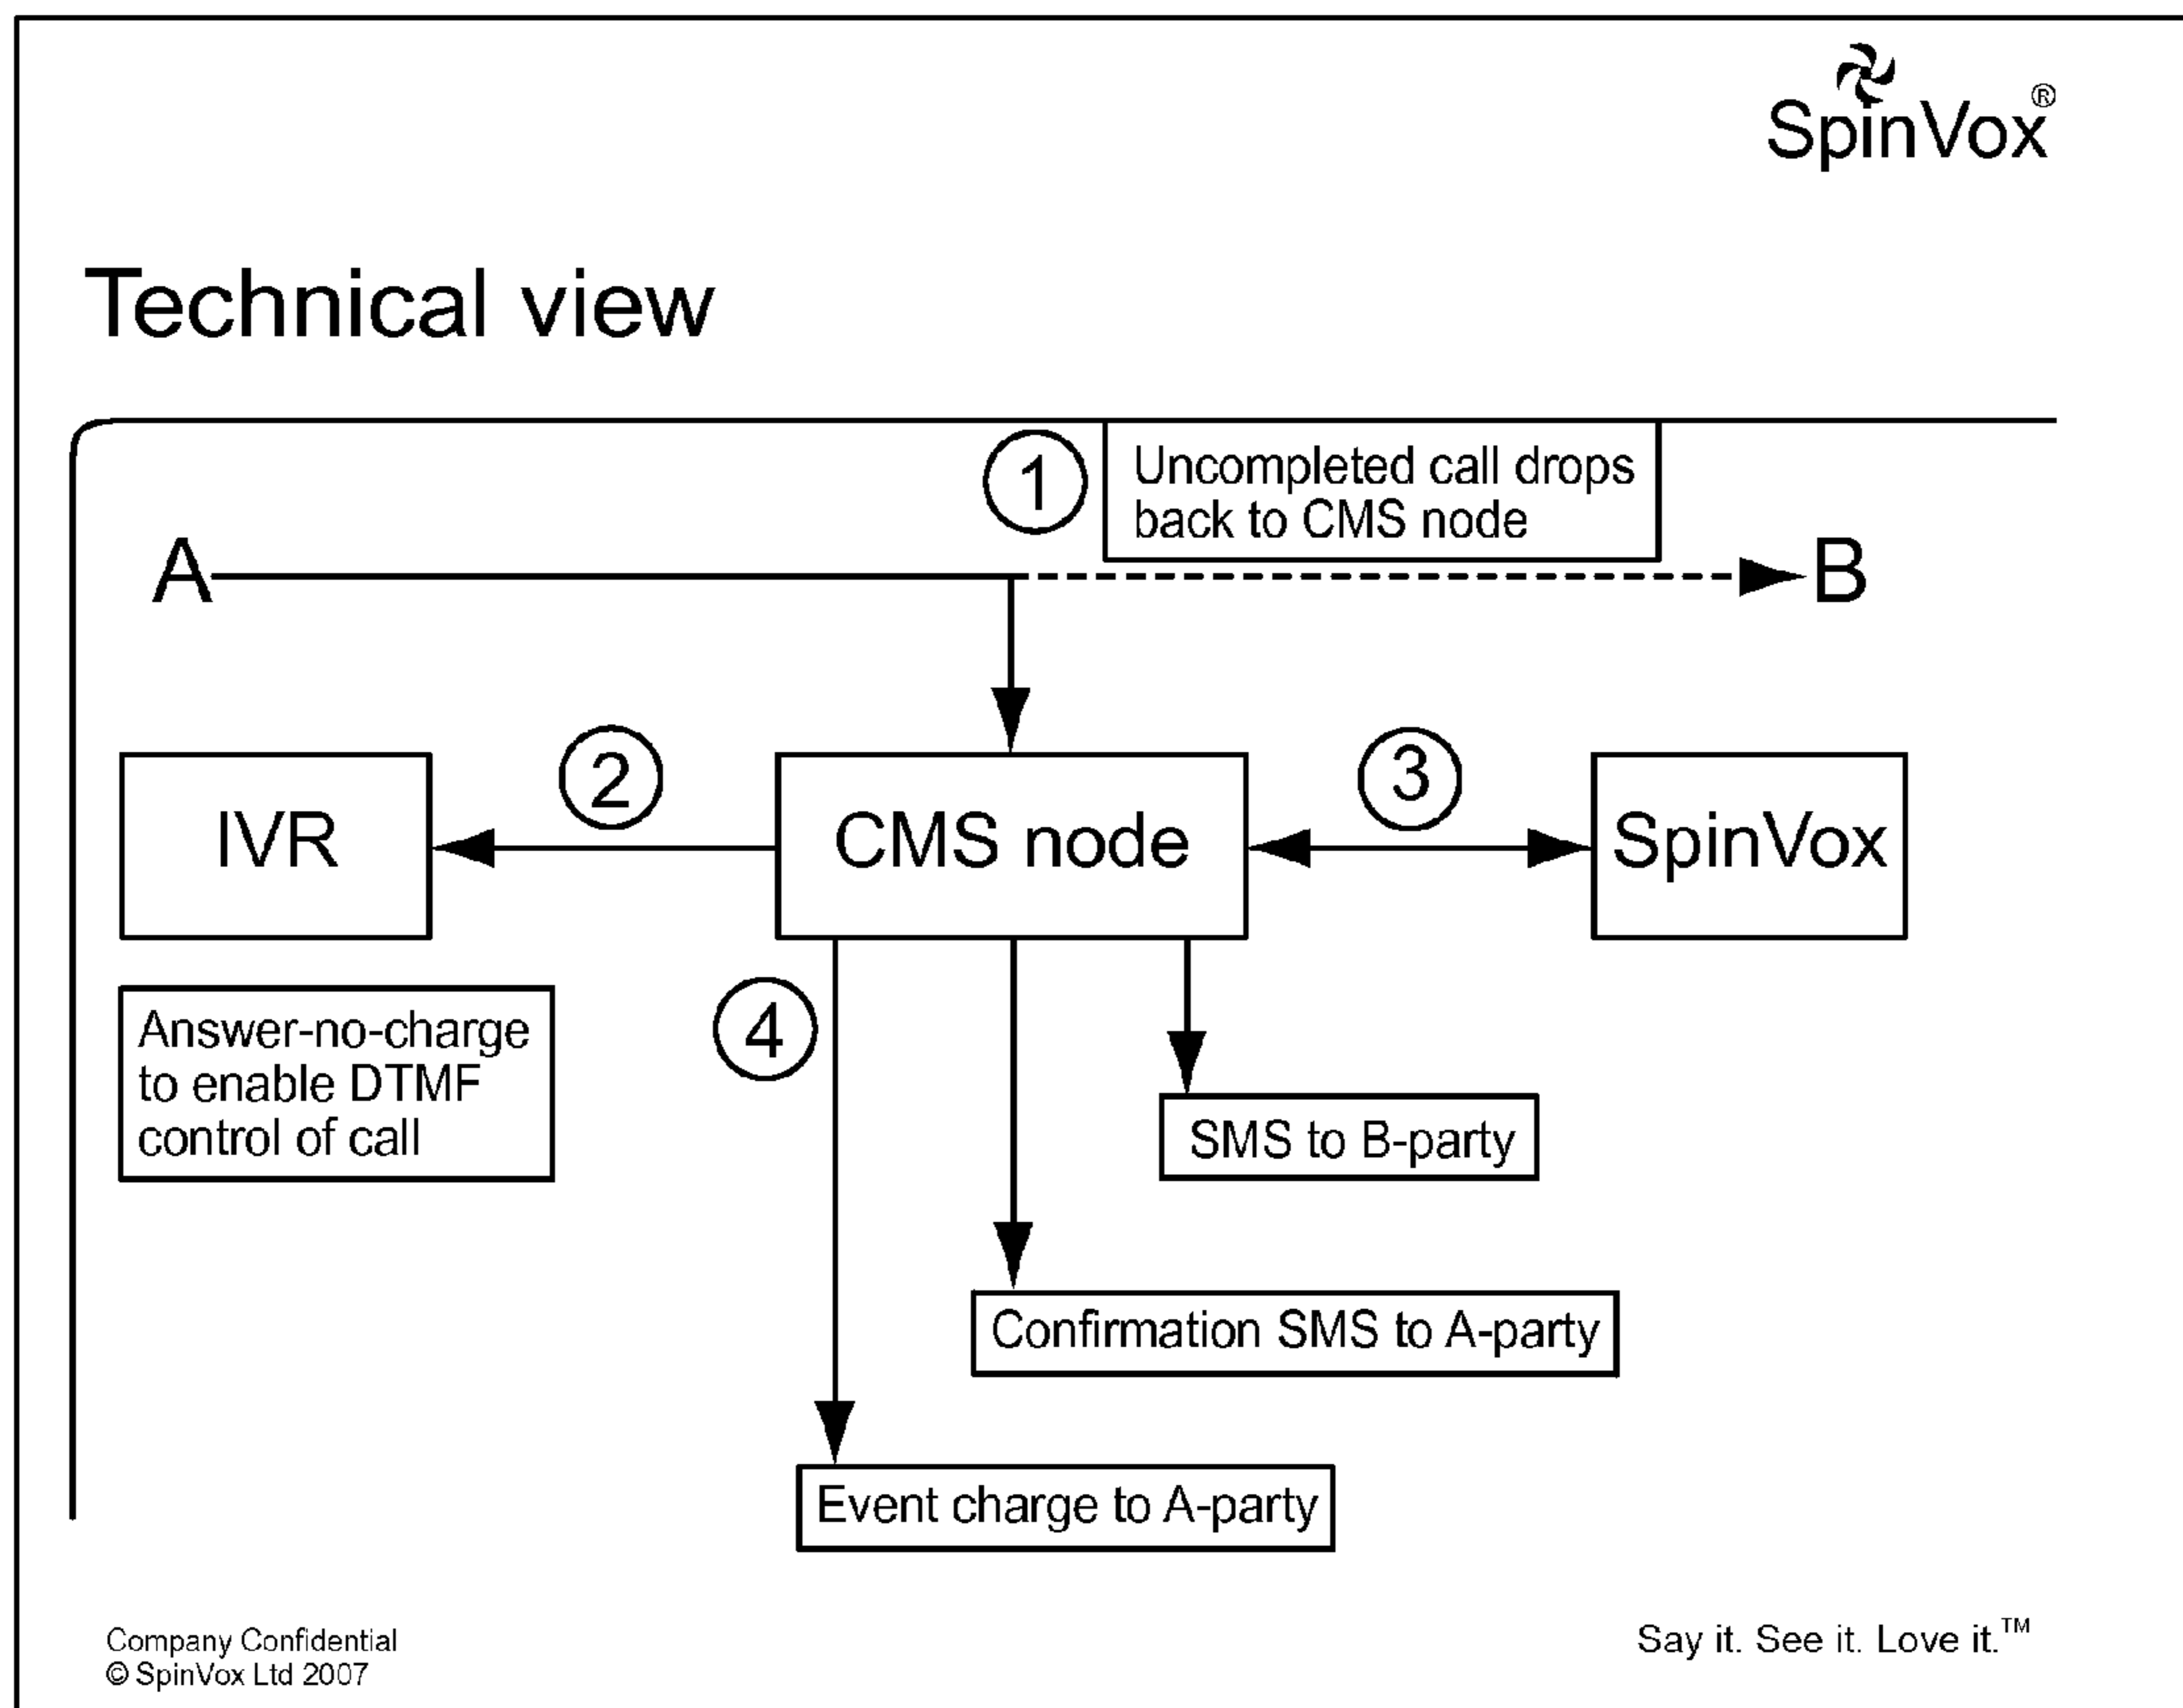 SpinVox®
Technical view
1
Uncompleted call drops
back to CMS node
A
B
IVR
2
CMS node
3
SpinVox
Answer-no-charge
to enable DTMF
control of call
4
SMS to B-party
Confirmation SMS to A-party
Event charge to A-party
Company Confidential
© SpinVox Ltd 2007
Say it. See it. Love it.™